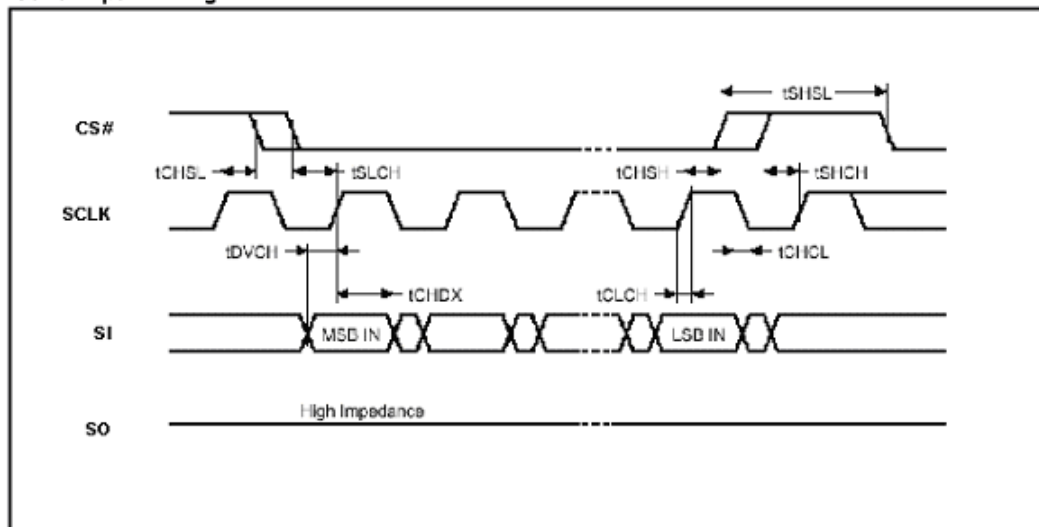 tSHSL
CS#
tCHSL
tSLCH
tCHSH
tSHCH
SCLK
tDVCH
tCHCL
tCHDX
tCLCH
SI
MSB IN
LSB IN
High Impedance
SO